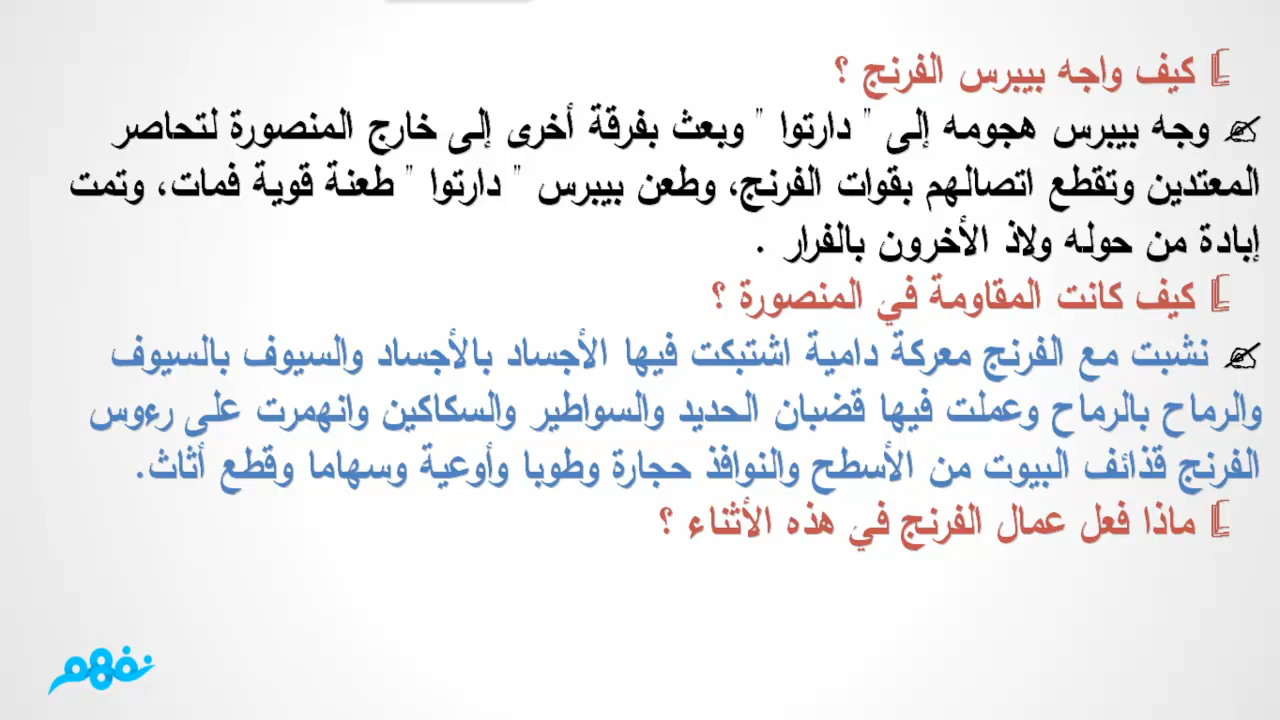 كيف واجه بيبرس الفرنج ؟
وجه بيبرس هجومه إلى " دارتوا " وبعث بفرقة أخرى إلى خارج المنصورة لتحاصر
المعتدين وتقطع اتصالهم بقوات الفرنج، وطعن بيبرس " دارتوا " طعنة قوية فمات، وتمت
إبادة من حوله ولاذ الأخرون بالفرار .
كيف كانت المقاومة في المنصورة ؟
نشبت مع الفرنج معركة دامية اشتبكت فيها الأجساد بالأجساد والسيوف بالسيوف
والرماح بالرماح وعملت فيها قضبان الحديد والسواطير والسكاكين وانهمرت على رءوس
الفرنج قذائف البيوت من الأسطح والنوافذ حجارة وطوبا وأوعية وسهاما وقطع أثاث.
ماذا فعل عمال الفرنج في هذه الأثناء ؟
نفهم